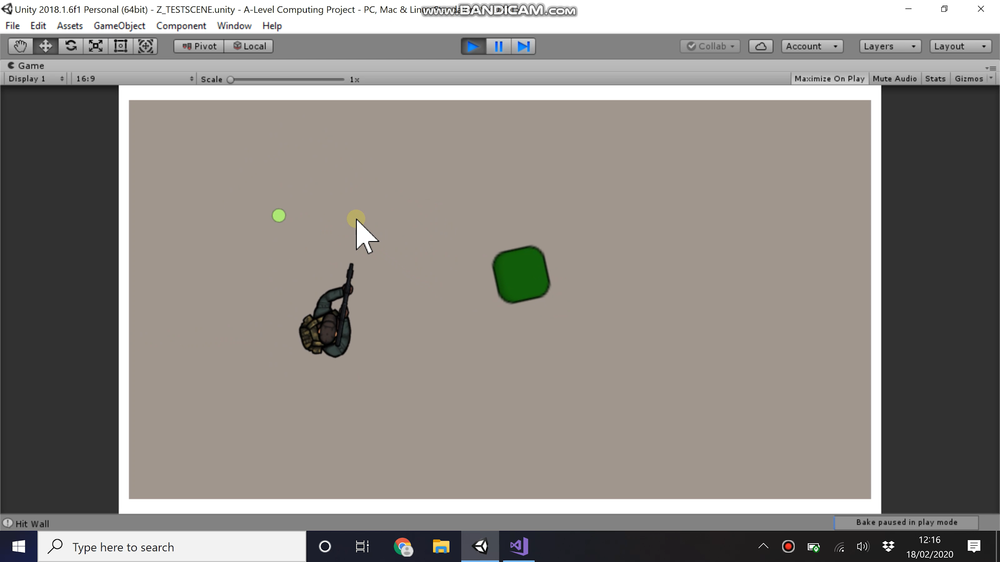 Unity 2018.1.6f1 Personal (64bit) - Z_TESTSCENE.unity - A-Level Computing Project - PC, Mac &
www.BANDICAM.com
File Edit Assets GameObject Component Window Help
Pivot Local Collab Account Layers Layout
Game
Display 1 16:9 Scale 1x Maximize On Play Mute Audio Stats Gizmos
Hit Wall
Bake paused in play mode
Type here to search
12:16
18/02/2020